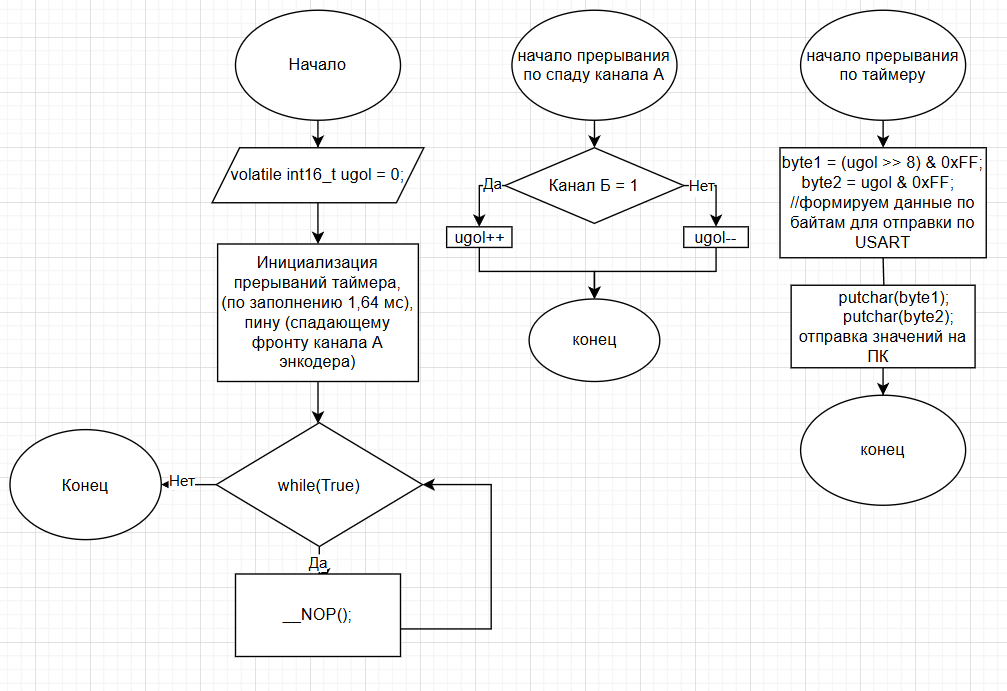 Начало
volatile int16_t ugol = 0;
Инициализация
прерываний таймера,
(по заполнению 1,64 мс),
пину (спадающему
фронту канала А
энкодера)
while(True)
Нет
Конец
Да
__NOP();
начало прерывания
по спаду канала А
Канал Б = 1
Да
Нет
ugol++
ugol--
конец
начало прерывания
по таймеру
byte1 = (ugol >> 8) & 0xFF;
byte2 = ugol & 0xFF;
//формируем данные по
байтам для отправки по
USART
putchar(byte1);
putchar(byte2);
отправка значений на
ПК
конец